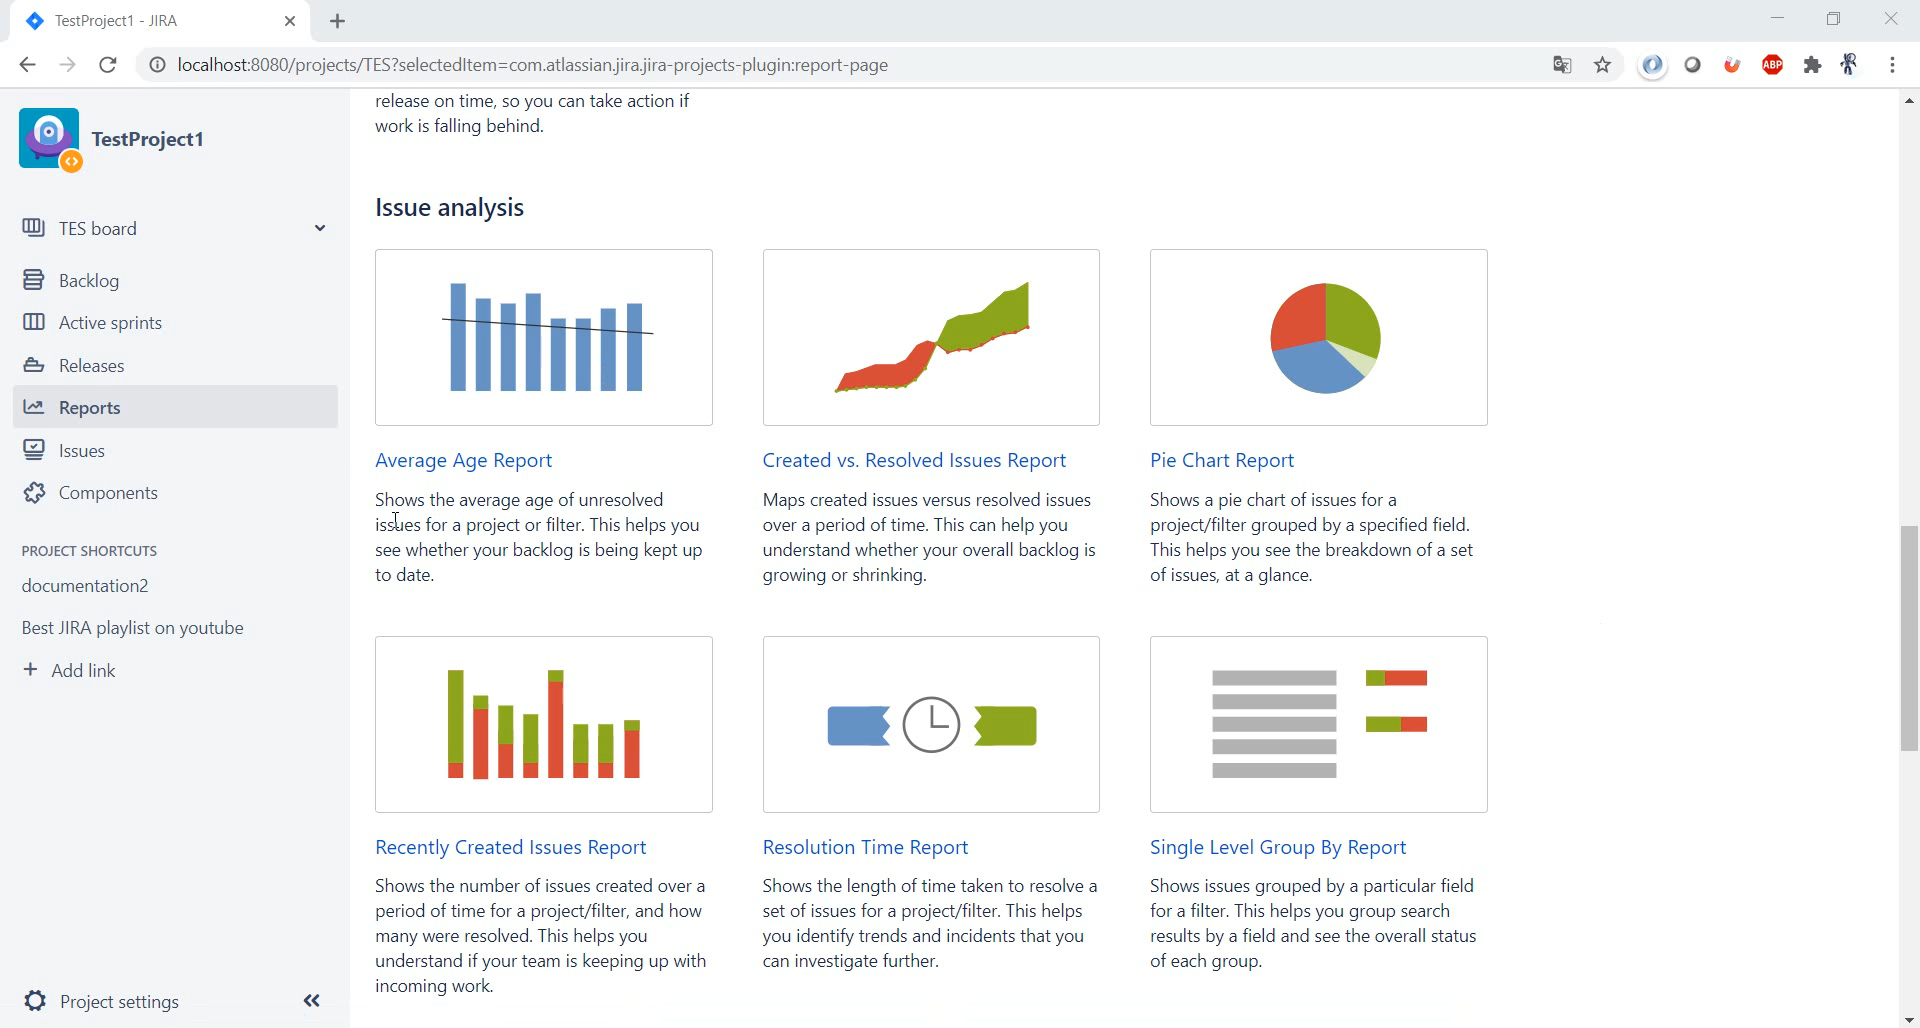 TestProject1 - JIRA
localhost:8080/projects/TES?selectedItem=com.atlassian.jira.jira-projects-plugin:report-page
ABP
TestProject1
TES board
Backlog
Active sprints
Releases
Reports
Issues
Components
PROJECT SHORTCUTS
documentation2
Best JIRA playlist on youtube
+ Add link
Project settings
release on time, so you can take action if
work is falling behind.
Issue analysis
Average Age Report
Shows the average age of unresolved
issues for a project or filter. This helps you
see whether your backlog is being kept up
to date.
Created vs. Resolved Issues Report
Maps created issues versus resolved issues
over a period of time. This can help you
understand whether your overall backlog is
growing or shrinking.
Pie Chart Report
Shows a pie chart of issues for a
project/filter grouped by a specified field.
This helps you see the breakdown of a set
of issues, at a glance.
Recently Created Issues Report
Shows the number of issues created over a
period of time for a project/filter, and how
many were resolved. This helps you
understand if your team is keeping up with
incoming work.
Resolution Time Report
Shows the length of time taken to resolve a
set of issues for a project/filter. This helps
you identify trends and incidents that you
can investigate further.
Single Level Group By Report
Shows issues grouped by a particular field
for a filter. This helps you group search
results by a field and see the overall status
of each group.